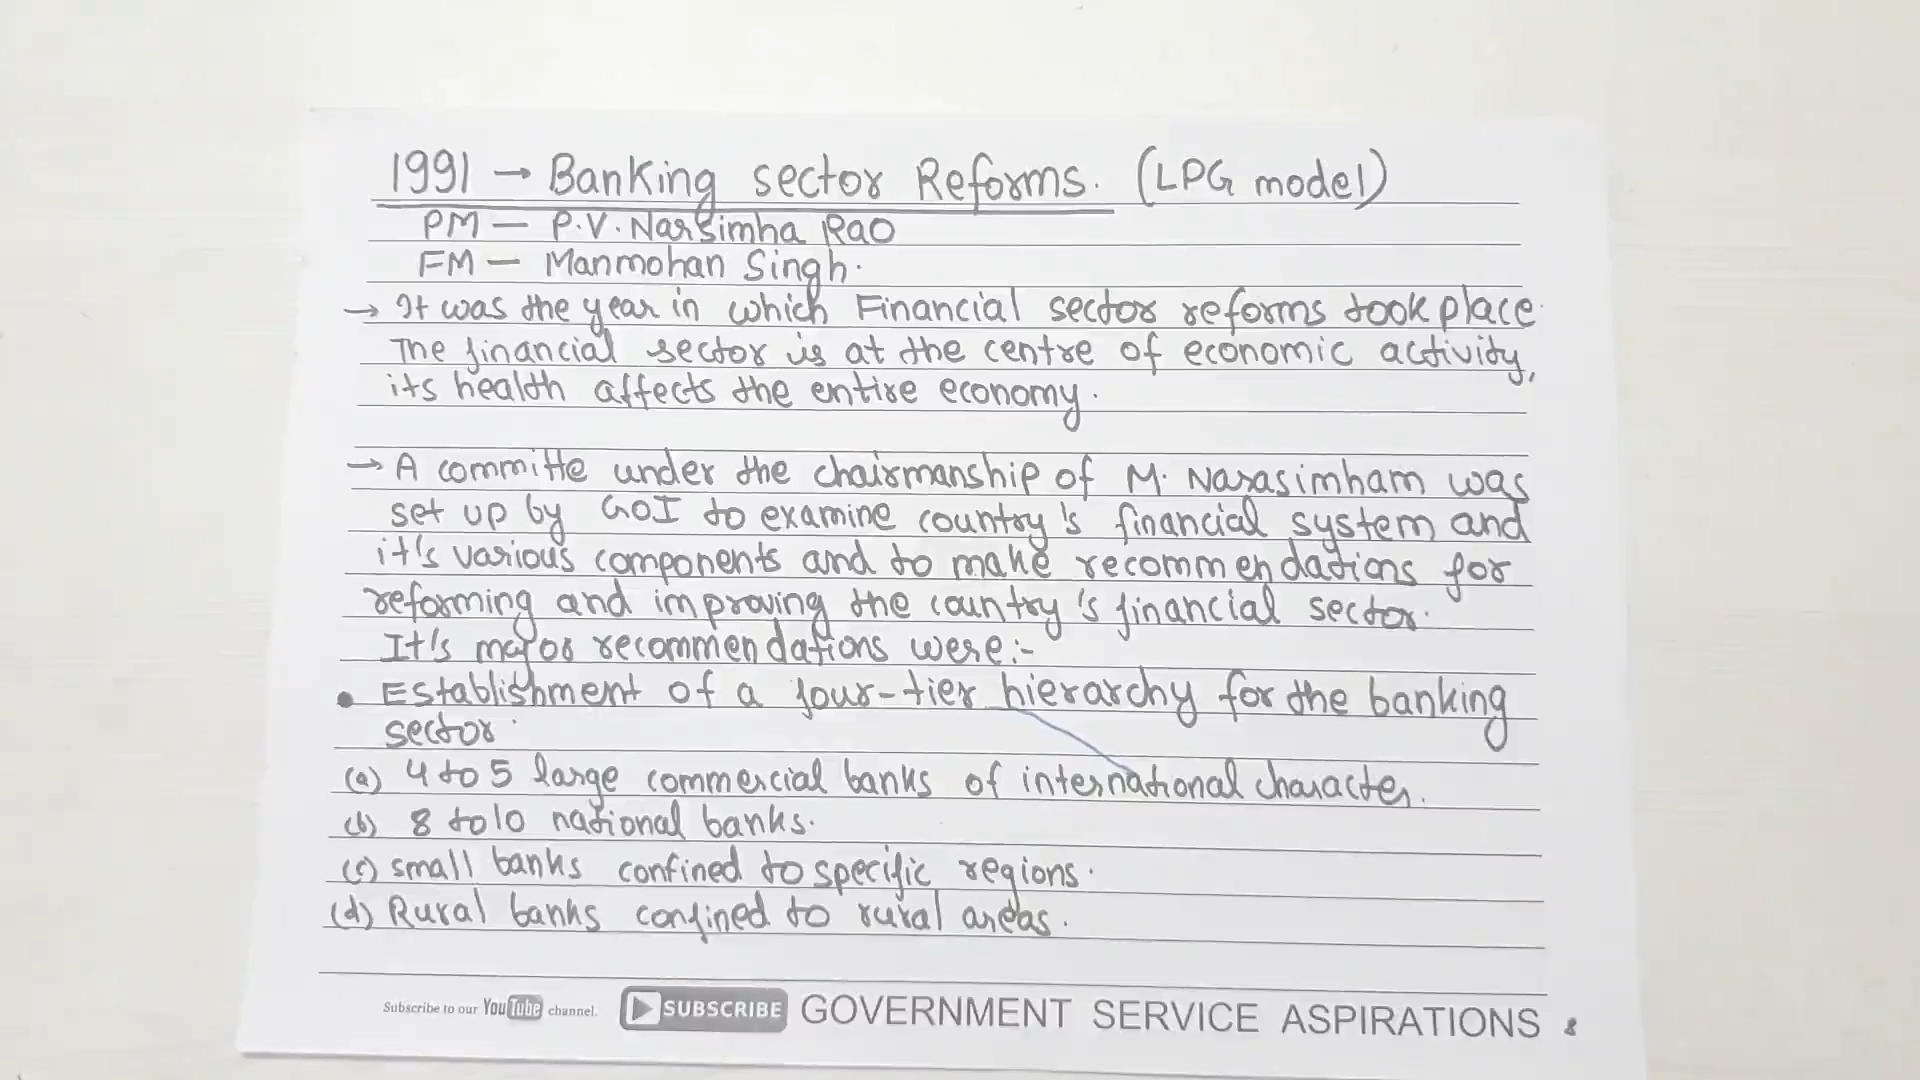 1991 → Banking sector Reforms. (LPG model)
PM — P.V. Narsimha Rao
FM — Manmohan Singh.
→ It was the year in which Financial sector reforms took place.
The financial sector is at the centre of economic activity,
its health affects the entire economy.
→ A committe under the chairmanship of M. Narasimham was
set up by GOI to examine country's financial system and
it's various components and to make recommendations for
reforming and improving the country's financial sector.
It's major recommendations were:-
• Establishment of a four-tier hierarchy for the banking
sector.
(a) 4 to 5 large commercial banks of international character.
(b) 8 to 10 national banks.
(c) small banks confined to specific regions.
(d) Rural banks confined to rural areas.
Subscribe to our YouTube channel. SUBSCRIBE GOVERNMENT SERVICE ASPIRATIONS 8